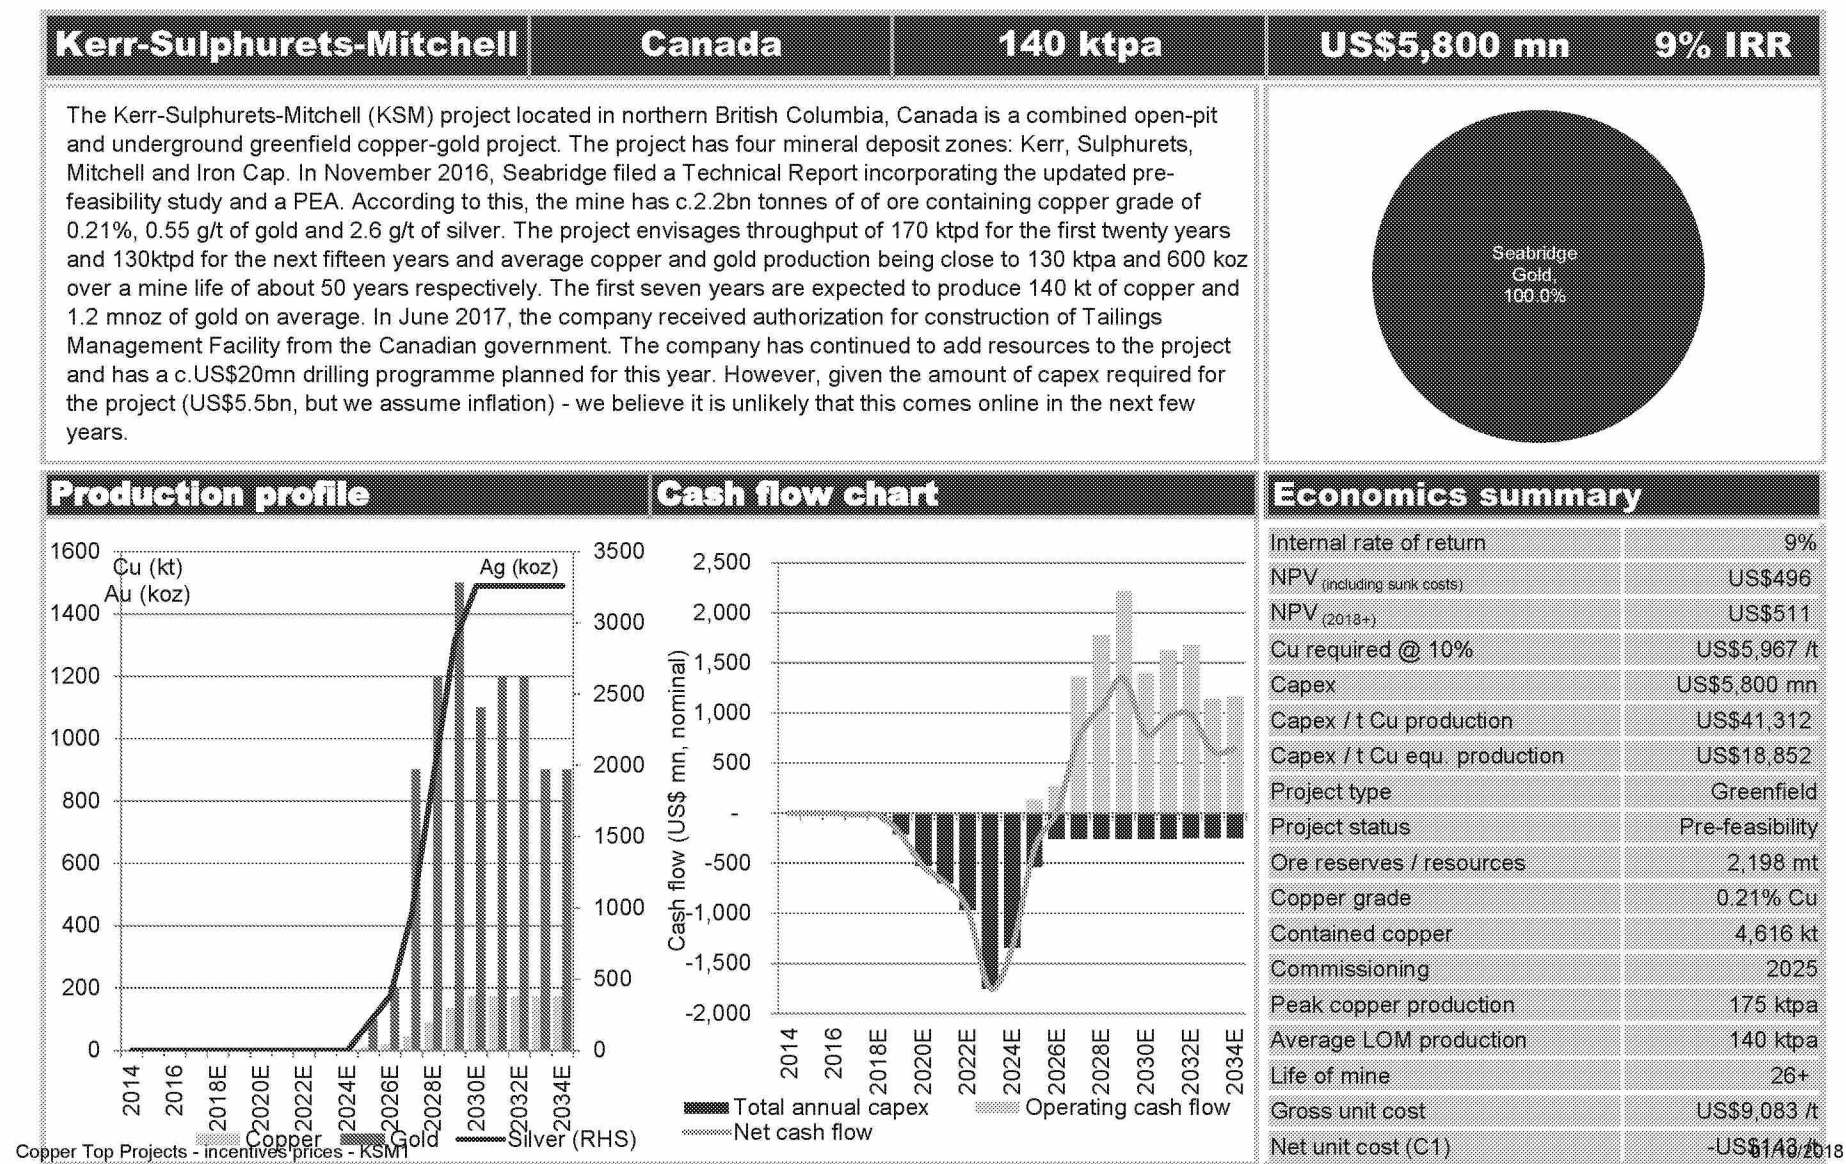 Kerr-Sulphurets-Mitchell Canada 140 ktpa US$5,800 mn 9% IRR
The Kerr-Sulphurets-Mitchell (KSM) project located in northern British Columbia, Canada is a combined open-pit
and underground greenfield copper-gold project. The project has four mineral deposit zones: Kerr, Sulphurets,
Mitchell and Iron Cap. In November 2016, Seabridge filed a Technical Report incorporating the updated pre-
feasibility study and a PEA. According to this, the mine has c.2.2bn tonnes of of ore containing copper grade of
0.21%, 0.55 g/t of gold and 2.6 g/t of silver. The project envisages throughput of 170 ktpd for the first twenty years
and 130ktpd for the next fifteen years and average copper and gold production being close to 130 ktpa and 600 koz
over a mine life of about 50 years respectively. The first seven years are expected to produce 140 kt of copper and
1.2 mnoz of gold on average. In June 2017, the company received authorization for construction of Tailings
Management Facility from the Canadian government. The company has continued to add resources to the project
and has a c.US$20mn drilling programme planned for this year. However, given the amount of capex required for
the project (US$5.5bn, but we assume inflation) - we believe it is unlikely that this comes online in the next few
years.
Seabridge
Gold
100.0%
Production profile
1600
1400
1200
1000
800
600
400
200
0
Cu (kt)
Au (koz)
Ag (koz)
3500
3000
2500
2000
1500
1000
500
0
2014 2016 2018E 2020E 2022E 2024E 2026E 2028E 2030E 2032E 2034E
Copper Gold Silver (RHS)
Cash flow chart
Cash flow (US$ mn, nominal)
2,500
2,000
1,500
1,000
500
-
-500
-1,000
-1,500
-2,000
2014 2016 2018E 2020E 2022E 2024E 2026E 2028E 2030E 2032E 2034E
Total annual capex Operating cash flow
Net cash flow
Economics summary
Internal rate of return 9%
NPV (including sunk costs) US$496
NPV (2018+) US$511
Cu required @ 10% US$5,967 /t
Capex US$5,800 mn
Capex / t Cu production US$41,312
Capex / t Cu equ. production US$18,852
Project type Greenfield
Project status Pre-feasibility
Ore reserves / resources 2,198 mt
Copper grade 0.21% Cu
Contained copper 4,616 kt
Commissioning 2025
Peak copper production 175 ktpa
Average LOM production 140 ktpa
Life of mine 26+
Gross unit cost US$9,083 /t
Net unit cost (C1) -US$143 /t
Copper Top Projects - incentives prices - KSM1